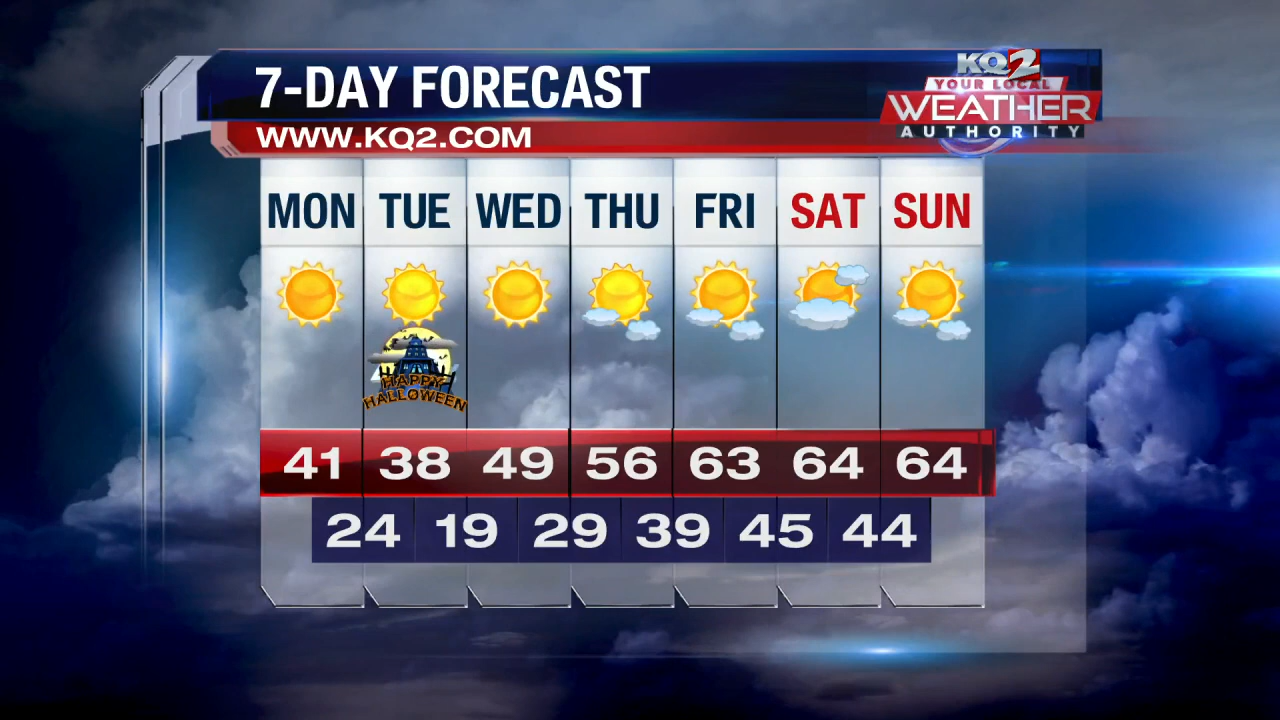 7-DAY FORECAST
WWW.KQ2.COM
KQ2
YOUR LOCAL
WEATHER
AUTHORITY
MON TUE WED THU FRI SAT SUN
HAPPY
HALLOWEEN
41 38 49 56 63 64 64
24 19 29 39 45 44